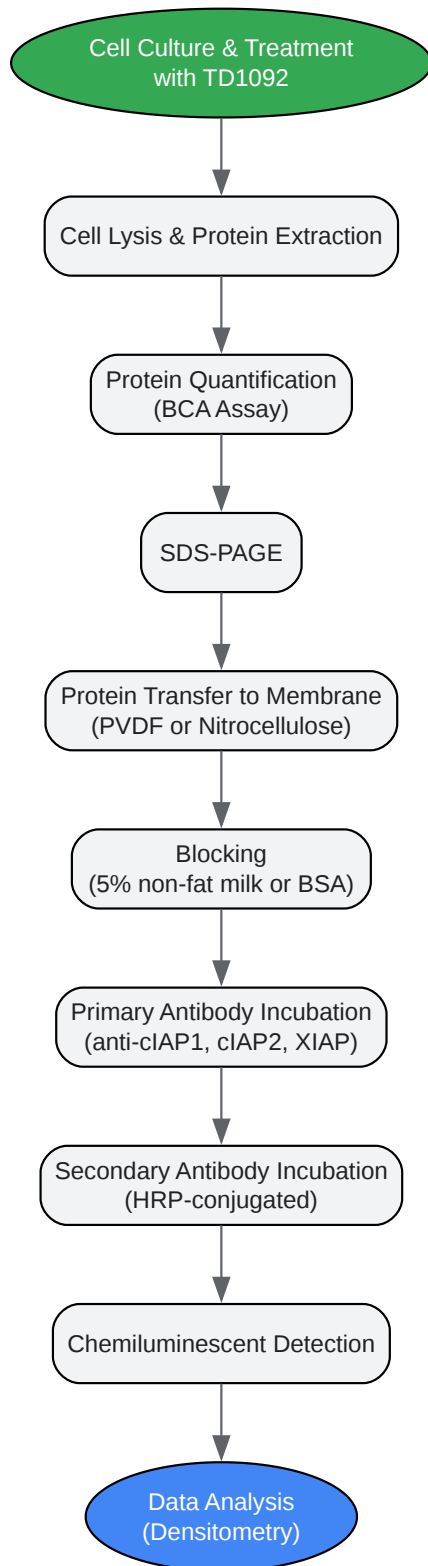 Cell Culture & Treatment
with TD1092
Cell Lysis & Protein Extraction
Protein Quantification
(BCA Assay)
SDS-PAGE
Protein Transfer to Membrane
(PVDF or Nitrocellulose)
Blocking
(5% non-fat milk or BSA)
Primary Antibody Incubation
(anti-cIAP1, cIAP2, XIAP)
Secondary Antibody Incubation
(HRP-conjugated)
Chemiluminescent Detection
Data Analysis
(Densitometry)